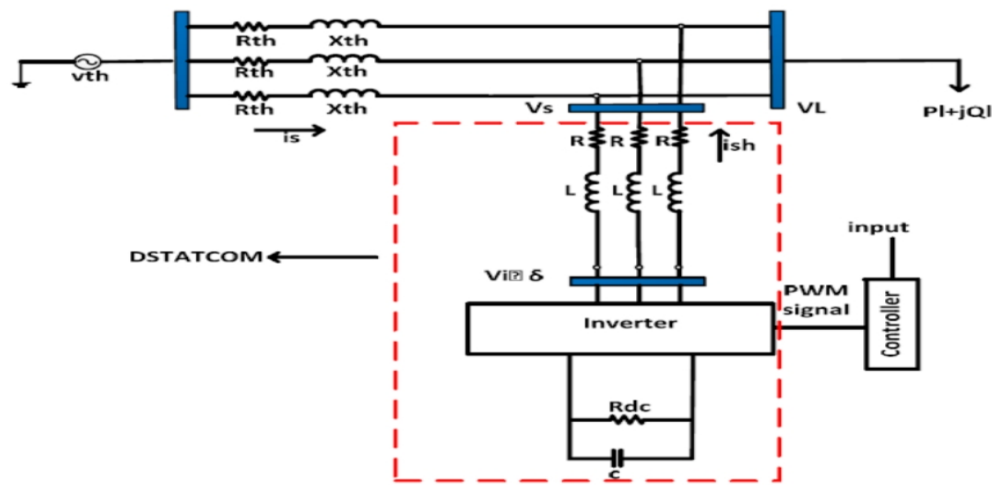 Rth Xth
vth Rth Xth
Rth Xth
Vs VL
Pl+jQl
is
R R R ish
L L L
input
DSTATCOM
Vi δ
PWM
signal
Inverter
Controller
Rdc
c